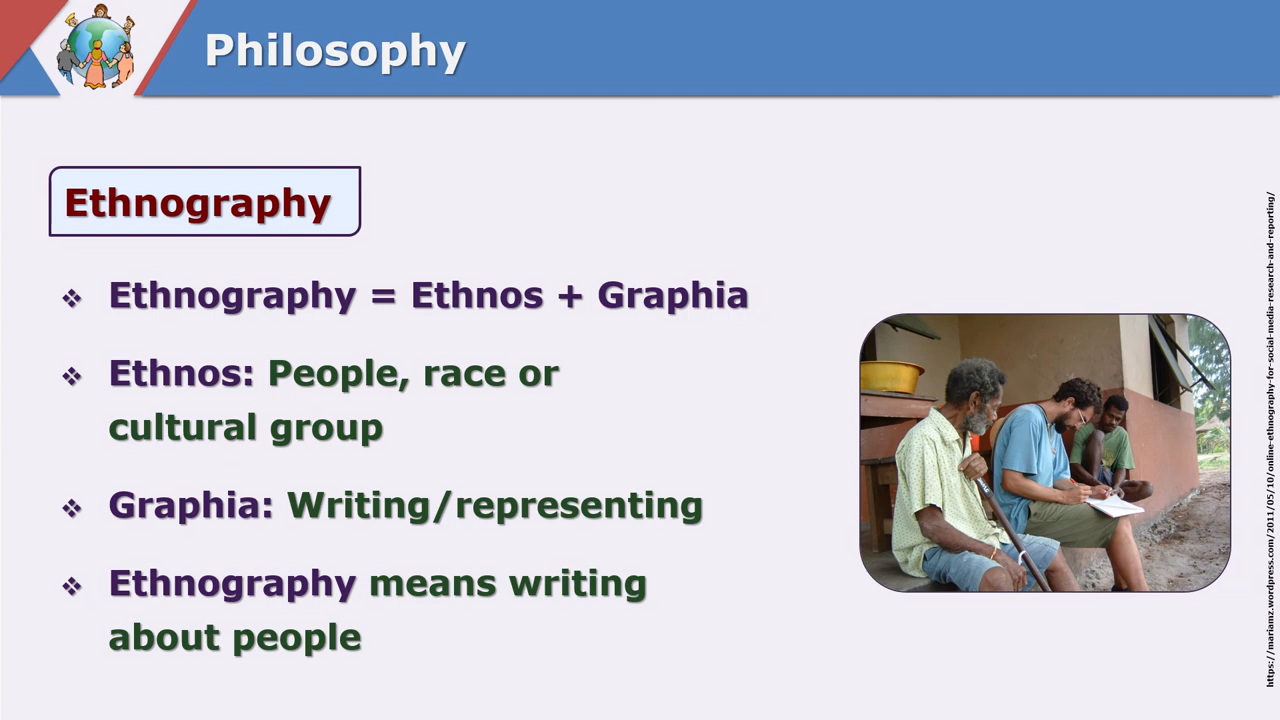 Philosophy
Ethnography
Ethnography = Ethnos + Graphia
Ethnos: People, race or
cultural group
Graphia: Writing/representing
Ethnography means writing
about people
https://mariamz.wordpress.com/2011/05/10/online-ethnography-for-social-media-research-and-reporting/